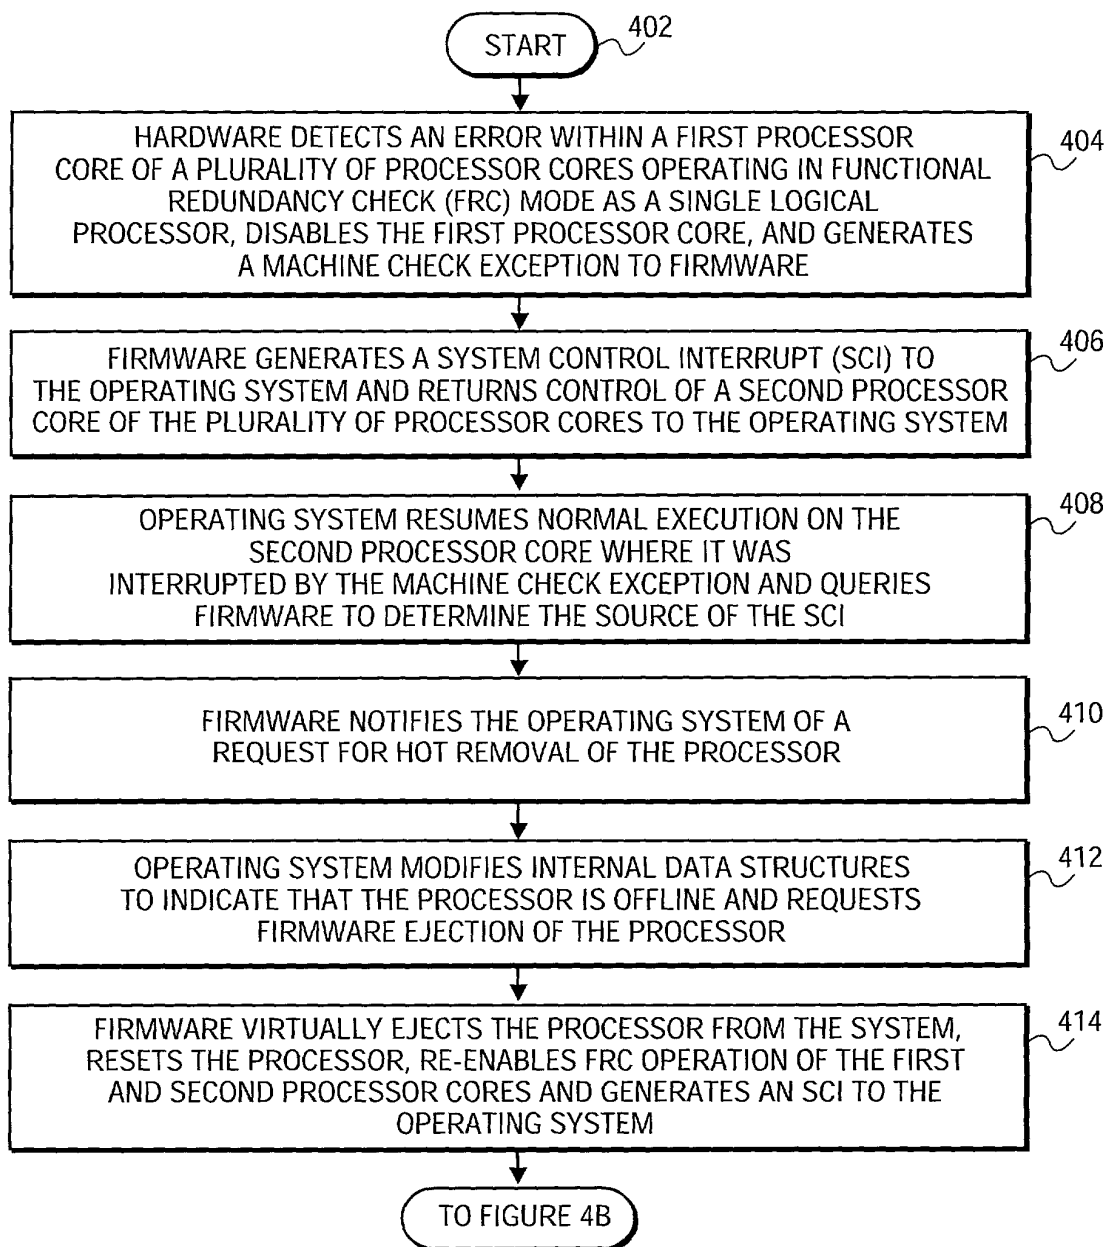 START
402
HARDWARE DETECTS AN ERROR WITHIN A FIRST PROCESSOR
CORE OF A PLURALITY OF PROCESSOR CORES OPERATING IN FUNCTIONAL
REDUNDANCY CHECK (FRC) MODE AS A SINGLE LOGICAL
PROCESSOR, DISABLES THE FIRST PROCESSOR CORE, AND GENERATES
A MACHINE CHECK EXCEPTION TO FIRMWARE
404
FIRMWARE GENERATES A SYSTEM CONTROL INTERRUPT (SCI) TO
THE OPERATING SYSTEM AND RETURNS CONTROL OF A SECOND PROCESSOR
CORE OF THE PLURALITY OF PROCESSOR CORES TO THE OPERATING SYSTEM
406
OPERATING SYSTEM RESUMES NORMAL EXECUTION ON THE
SECOND PROCESSOR CORE WHERE IT WAS
INTERRUPTED BY THE MACHINE CHECK EXCEPTION AND QUERIES
FIRMWARE TO DETERMINE THE SOURCE OF THE SCI
408
FIRMWARE NOTIFIES THE OPERATING SYSTEM OF A
REQUEST FOR HOT REMOVAL OF THE PROCESSOR
410
OPERATING SYSTEM MODIFIES INTERNAL DATA STRUCTURES
TO INDICATE THAT THE PROCESSOR IS OFFLINE AND REQUESTS
FIRMWARE EJECTION OF THE PROCESSOR
412
FIRMWARE VIRTUALLY EJECTS THE PROCESSOR FROM THE SYSTEM,
RESETS THE PROCESSOR, RE-ENABLES FRC OPERATION OF THE FIRST
AND SECOND PROCESSOR CORES AND GENERATES AN SCI TO THE
OPERATING SYSTEM
414
TO FIGURE 4B